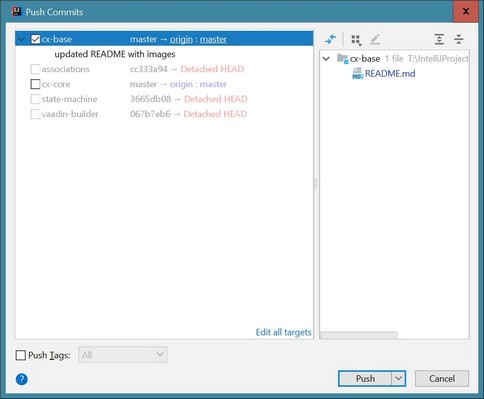 Push Commits
cx-base master → origin : master
updated README with images
associations cc333a94 → Detached HEAD
cx-core master → origin : master
state-machine 3665db08 → Detached HEAD
vaadin-builder 067b7eb6 → Detached HEAD
cx-base 1 file T:\IntelliJProject
README.md
Edit all targets
Push Tags: All
Push Cancel